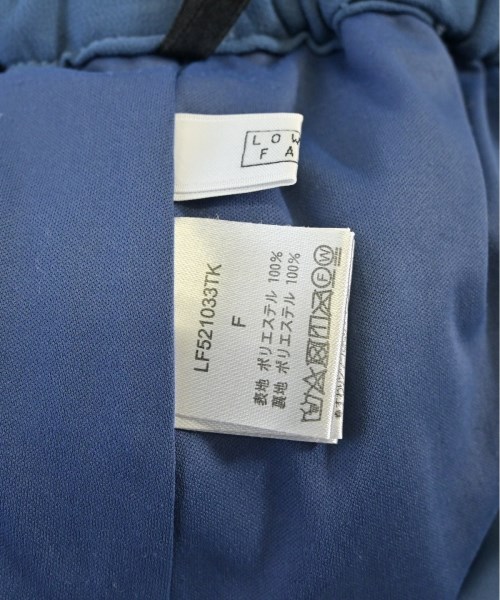 LOW
FA
LF521033TK
F
表地 ポリエステル 100%
裏地 ポリエステル 100%